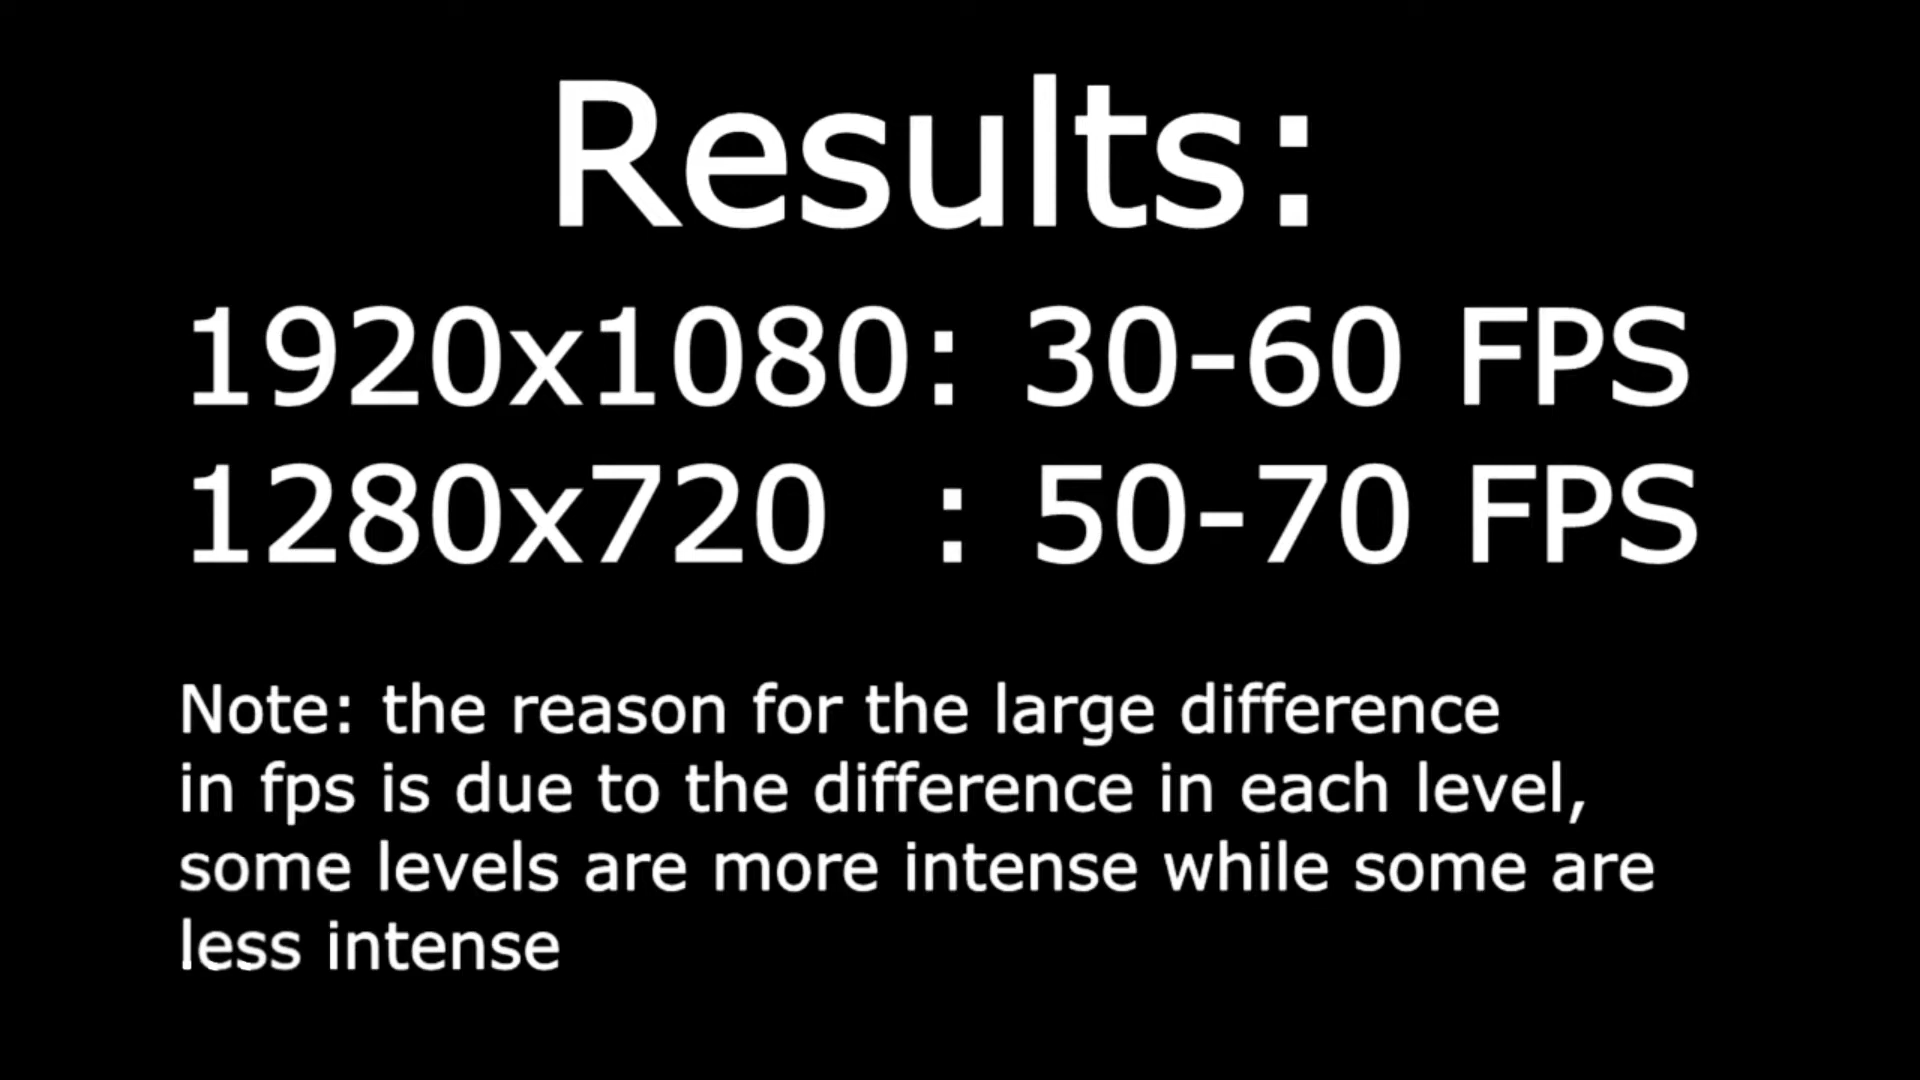 Results:
1920x1080: 30-60 FPS
1280x720 : 50-70 FPS
Note: the reason for the large difference
in fps is due to the difference in each level,
some levels are more intense while some are
less intense